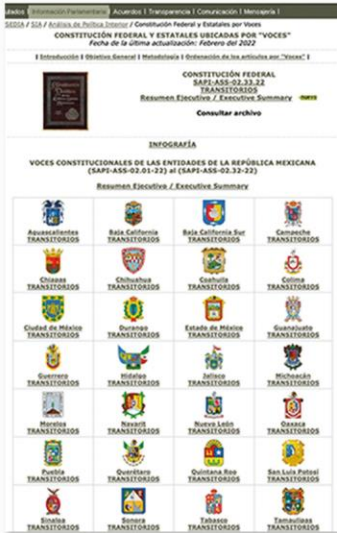 Información Parlamentaria Acuerdos | Transparencia | Comunicación | Mensajería |
SEDIA / SIA / Análisis de Política Interior / Constitución Federal y Estatales por Voces
CONSTITUCIÓN FEDERAL Y ESTATALES UBICADAS POR "VOCES"
Fecha de la última actualización: Febrero del 2022
| Introducción | Objetivo General | Metodología | Ordenación de los artículos por "Voces" |
CONSTITUCIÓN FEDERAL
SAPI-ASS-02.33.22
TRANSITORIOS
Resumen Ejecutivo / Executive Summary
Consultar archivo
INFOGRAFÍA
VOCES CONSTITUCIONALES DE LAS ENTIDADES DE LA REPÚBLICA MEXICANA
(SAPI-ASS-02.01-22) al (SAPI-ASS-02.32-22)
Resumen Ejecutivo / Executive Summary
Aguascalientes Baja California Baja California Sur Campeche
TRANSITORIOS TRANSITORIOS TRANSITORIOS TRANSITORIOS
Chiapas Chihuahua Coahuila Colima
TRANSITORIOS TRANSITORIOS TRANSITORIOS TRANSITORIOS
Ciudad de México Durango Estado de México Guanajuato
TRANSITORIOS TRANSITORIOS TRANSITORIOS TRANSITORIOS
Guerrero Hidalgo Jalisco Michoacán
TRANSITORIOS TRANSITORIOS TRANSITORIOS TRANSITORIOS
Morelos Nayarit Nuevo León Oaxaca
TRANSITORIOS TRANSITORIOS TRANSITORIOS TRANSITORIOS
Puebla Querétaro Quintana Roo San Luis Potosí
TRANSITORIOS TRANSITORIOS TRANSITORIOS TRANSITORIOS
Sinaloa Sonora Tabasco Tamaulipas
TRANSITORIOS TRANSITORIOS TRANSITORIOS TRANSITORIOS